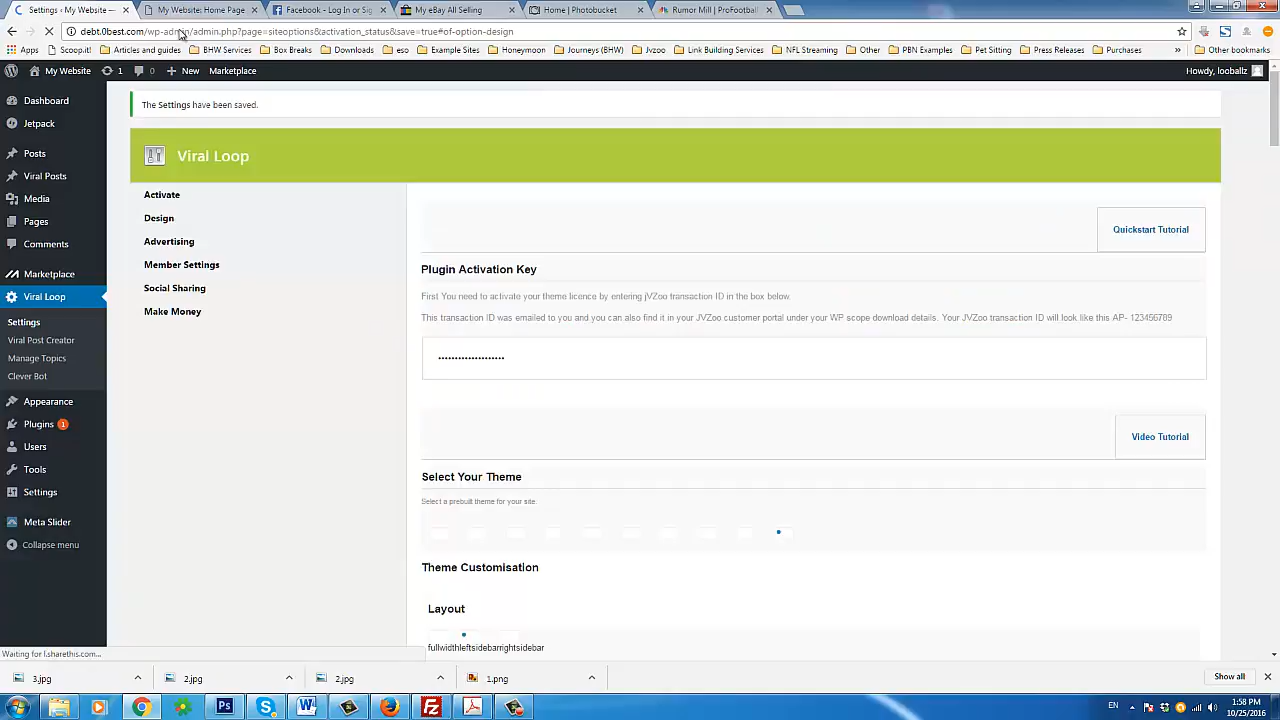 Settings ‹ My Website —
My Website: Home Page
Facebook - Log In or Sig
My eBay All Selling
Home | Photobucket
Rumor Mill | ProFootball
debt.0best.com/wp-admin/admin.php?page=siteoptions&activation_status&save=true#of-option-design
Apps
Scoop.it!
Articles and guides
BHW Services
Box Breaks
Downloads
eso
Example Sites
Honeymoon
Journeys (BHW)
Jvzoo
Link Building Services
NFL Streaming
Other
PBN Examples
Pet Sitting
Press Releases
Purchases
»
Other bookmarks
My Website
1
0
New
Marketplace
Howdy, looballz
Dashboard
Jetpack
Posts
Viral Posts
Media
Pages
Comments
Marketplace
Viral Loop
Settings
Viral Post Creator
Manage Topics
Clever Bot
Appearance
Plugins 1
Users
Tools
Settings
Meta Slider
Collapse menu
The Settings have been saved.
Viral Loop
Activate
Design
Advertising
Member Settings
Social Sharing
Make Money
Quickstart Tutorial
Plugin Activation Key
First You need to activate your theme licence by entering jVZoo transaction ID in the box below.
This transaction ID was emailed to you and you can also find it in your JVZoo customer portal under your WP scope download details. Your JVZoo transaction ID will look like this AP- 123456789
Video Tutorial
Select Your Theme
Select a prebuilt theme for your site.
Theme Customisation
Layout
fullwidthleftsidebarrightsidebar
Waiting for l.sharethis.com...
3.jpg
2.jpg
2.jpg
1.png
Show all
EN
1:58 PM
10/25/2016